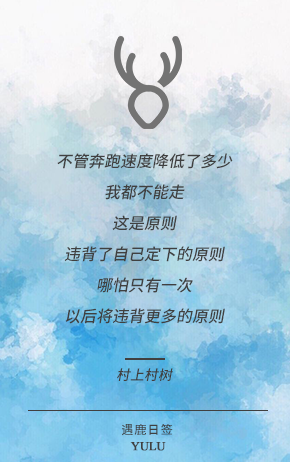 不管奔跑速度降低了多少
我都不能走
这是原则
违背了自己定下的原则
哪怕只有一次
以后将违背更多的原则
村上村树
遇鹿日签
YULU